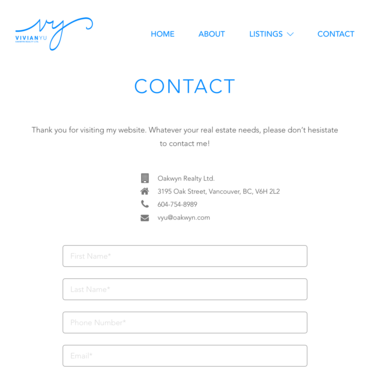 vy
VIVIANYU
HOME
ABOUT
LISTINGS
CONTACT
CONTACT
Thank you for visiting my website. Whatever your real estate needs, please don't hesistate
to contact me!
Oakwyn Realty Ltd.
3195 Oak Street, Vancouver, BC, V6H 2L2
604-754-8989
vyu@oakwyn.com
First Name*
Last Name*
Phone Number*
Email*